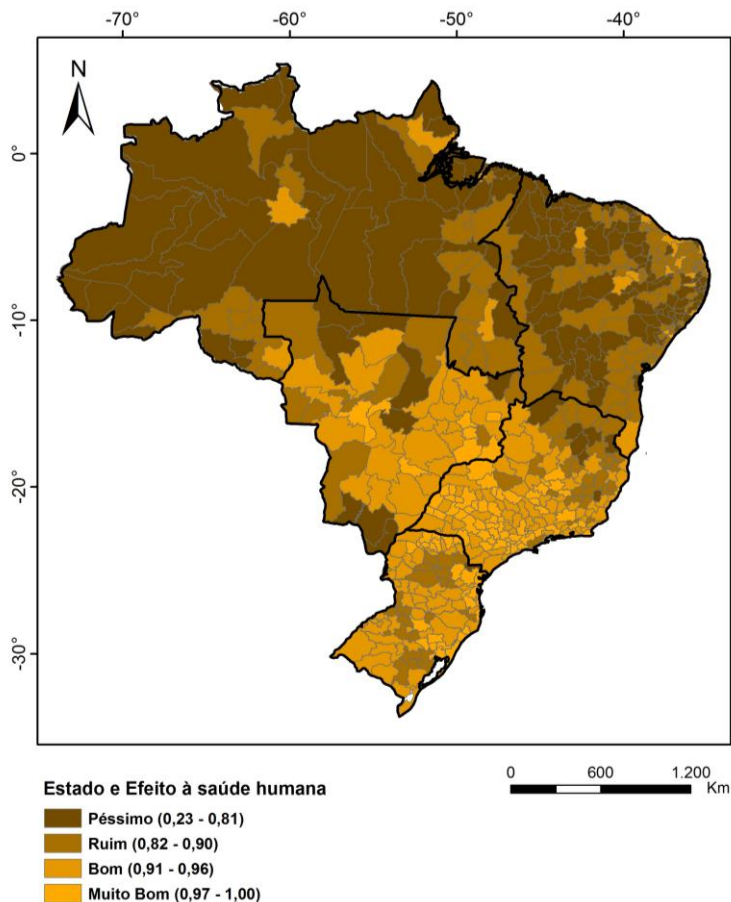 -70° -60° -50° -40°
N
0°
-10°
-20°
-30°
Estado e Efeito à saúde humana
0 600 1.200
Km
Péssimo (0,23 - 0,81)
Ruim (0,82 - 0,90)
Bom (0,91 - 0,96)
Muito Bom (0,97 - 1,00)